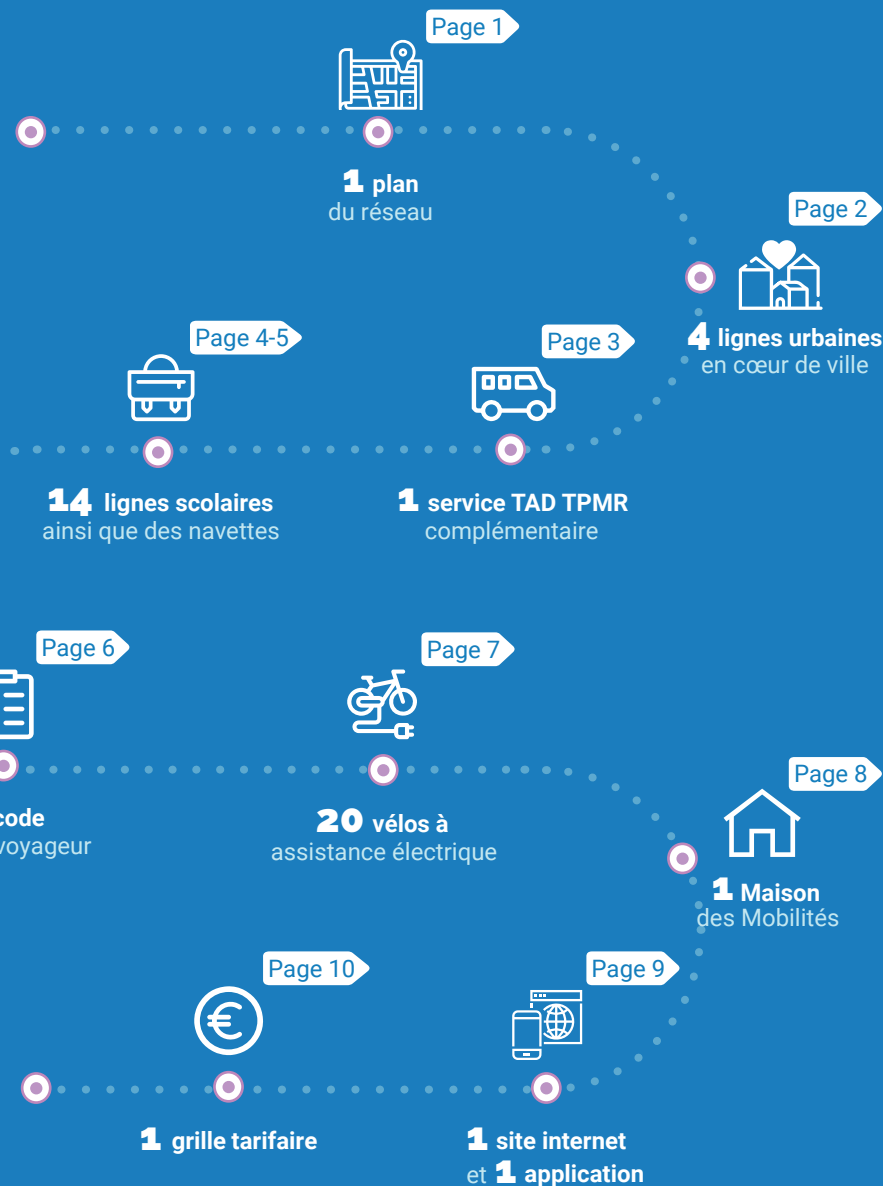 Page 1
1 plan
du réseau
Page 2
4 lignes urbaines
en cœur de ville
Page 3
1 service TAD TPMR
complémentaire
Page 4-5
14 lignes scolaires
ainsi que des navettes
Page 6
code
voyageur
Page 7
20 vélos à
assistance électrique
Page 8
1 Maison
des Mobilités
Page 9
1 site internet
et 1 application
Page 10
1 grille tarifaire